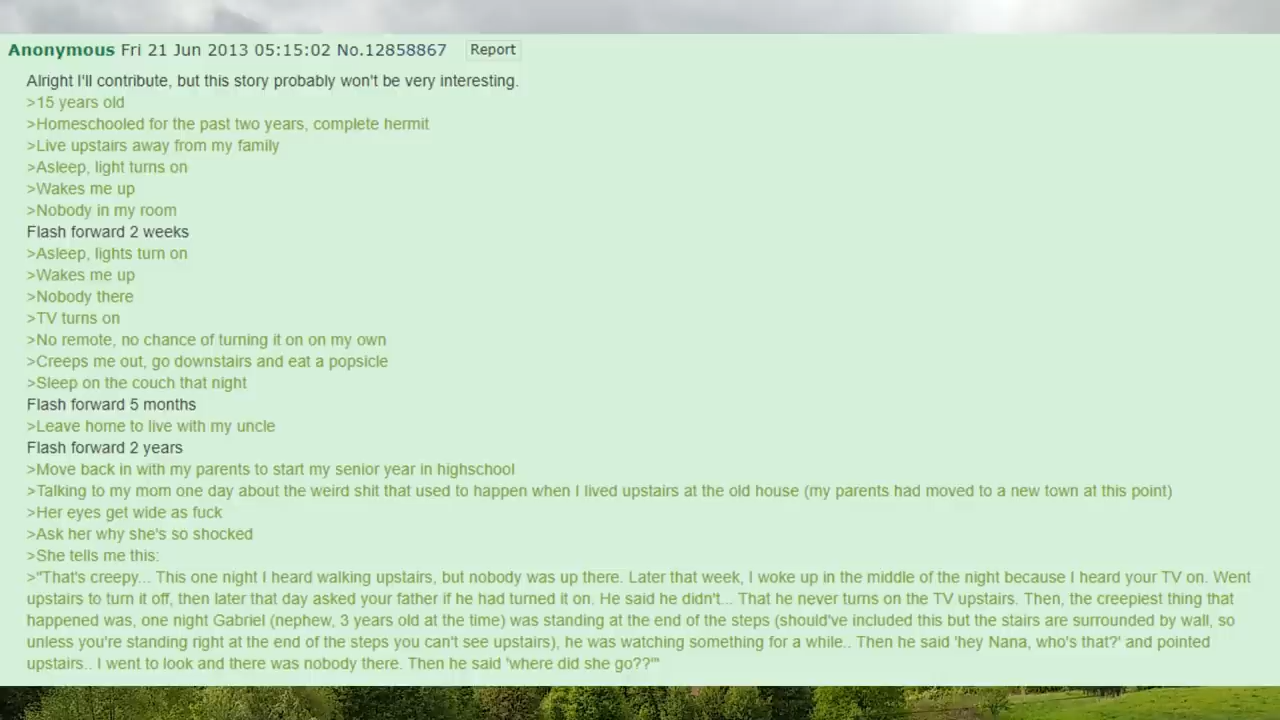 Anonymous Fri 21 Jun 2013 05:15:02 No.12858867 Report
Alright I'll contribute, but this story probably won't be very interesting.
>15 years old
>Homeschooled for the past two years, complete hermit
>Live upstairs away from my family
>Asleep, light turns on
>Wakes me up
>Nobody in my room
Flash forward 2 weeks
>Asleep, lights turn on
>Wakes me up
>Nobody there
>TV turns on
>No remote, no chance of turning it on on my own
>Creeps me out, go downstairs and eat a popsicle
>Sleep on the couch that night
Flash forward 5 months
>Leave home to live with my uncle
Flash forward 2 years
>Move back in with my parents to start my senior year in highschool
>Talking to my mom one day about the weird shit that used to happen when I lived upstairs at the old house (my parents had moved to a new town at this point)
>Her eyes get wide as fuck
>Ask her why she's so shocked
>She tells me this:
>"That's creepy... This one night I heard walking upstairs, but nobody was up there. Later that week, I woke up in the middle of the night because I heard your TV on. Went
upstairs to turn it off, then later that day asked your father if he had turned it on. He said he didn't... That he never turns on the TV upstairs. Then, the creepiest thing that
happened was, one night Gabriel (nephew, 3 years old at the time) was standing at the end of the steps (should've included this but the stairs are surrounded by wall, so
unless you're standing right at the end of the steps you can't see upstairs), he was watching something for a while.. Then he said 'hey Nana, who's that?' and pointed
upstairs.. I went to look and there was nobody there. Then he said 'where did she go??'"